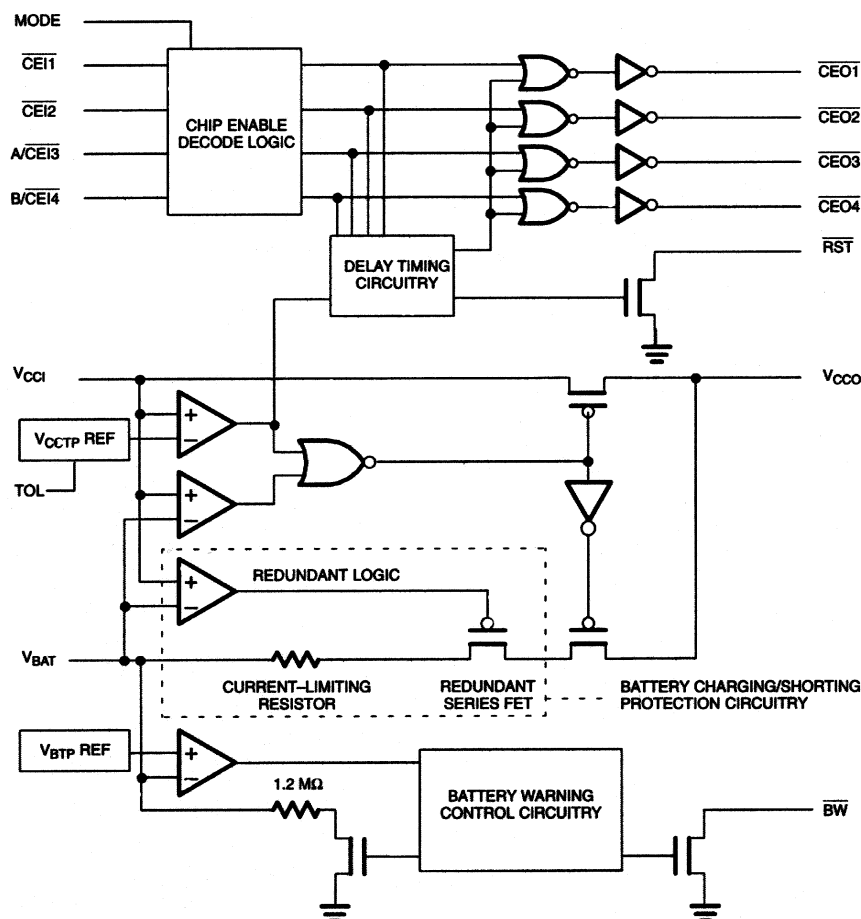 MODE
CEI1
CEI2
A/CEI3
B/CEI4
CHIP ENABLE
DECODE LOGIC
CEO1
CEO2
CEO3
CEO4
DELAY TIMING
CIRCUITRY
RST
VCCI
VCCO
+
−
VCCTP REF
TOL
+
−
REDUNDANT LOGIC
+
−
VBAT
CURRENT–LIMITING
RESISTOR
REDUNDANT
SERIES FET
BATTERY CHARGING/SHORTING
PROTECTION CIRCUITRY
VBTP REF
+
−
1.2 MΩ
BATTERY WARNING
CONTROL CIRCUITRY
BW